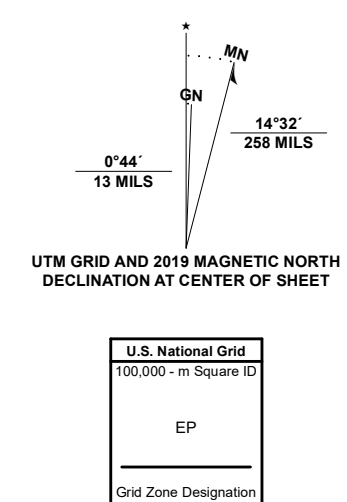 ★
MN
GN
14°32´
258 MILS
0°44´
13 MILS
UTM GRID AND 2019 MAGNETIC NORTH
DECLINATION AT CENTER OF SHEET
U.S. National Grid
100,000 - m Square ID
EP
Grid Zone Designation